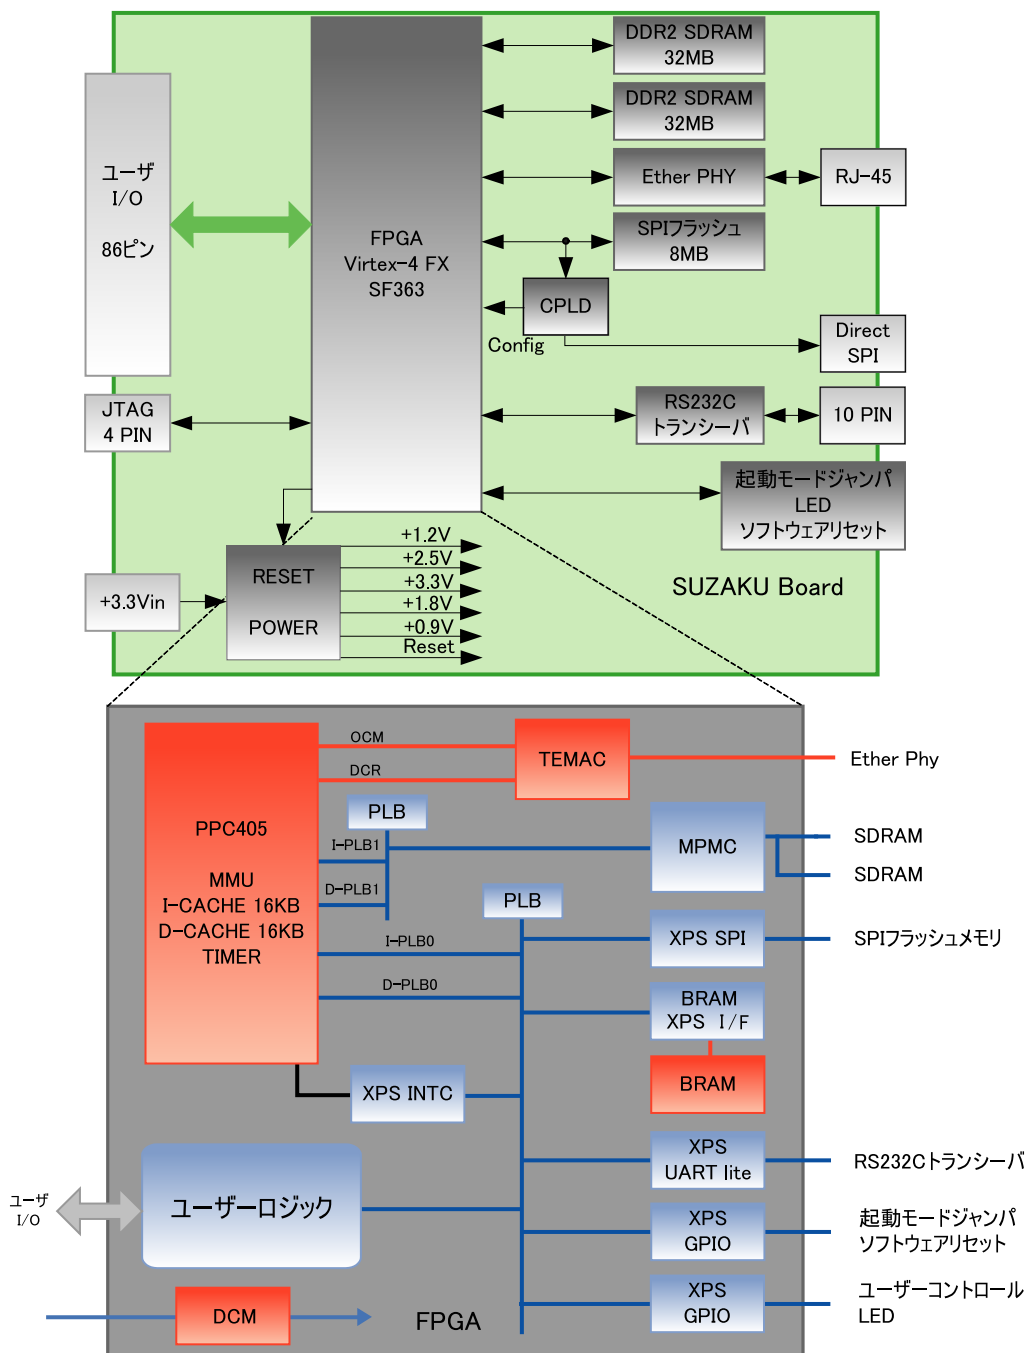 DDR2 SDRAM
32MB
DDR2 SDRAM
32MB
ユーザ
I/O
86ピン
Ether PHY
RJ-45
FPGA
Virtex-4 FX
SF363
SPIフラッシュ
8MB
CPLD
Config
Direct
SPI
JTAG
4 PIN
RS232C
トランシーバ
10 PIN
起動モードジャンパ
LED
ソフトウェアリセット
+3.3Vin
RESET
POWER
+1.2V
+2.5V
+3.3V
+1.8V
+0.9V
Reset
SUZAKU Board
OCM
DCR
TEMAC
Ether Phy
PPC405
MMU
I-CACHE 16KB
D-CACHE 16KB
TIMER
PLB
I-PLB1
D-PLB1
MPMC
SDRAM
SDRAM
PLB
I-PLB0
D-PLB0
XPS SPI
SPIフラッシュメモリ
BRAM
XPS I/F
BRAM
XPS INTC
XPS
UART lite
RS232Cトランシーバ
ユーザ
I/O
ユーザーロジック
XPS
GPIO
起動モードジャンパ
ソフトウェアリセット
XPS
GPIO
ユーザーコントロール
LED
DCM
FPGA